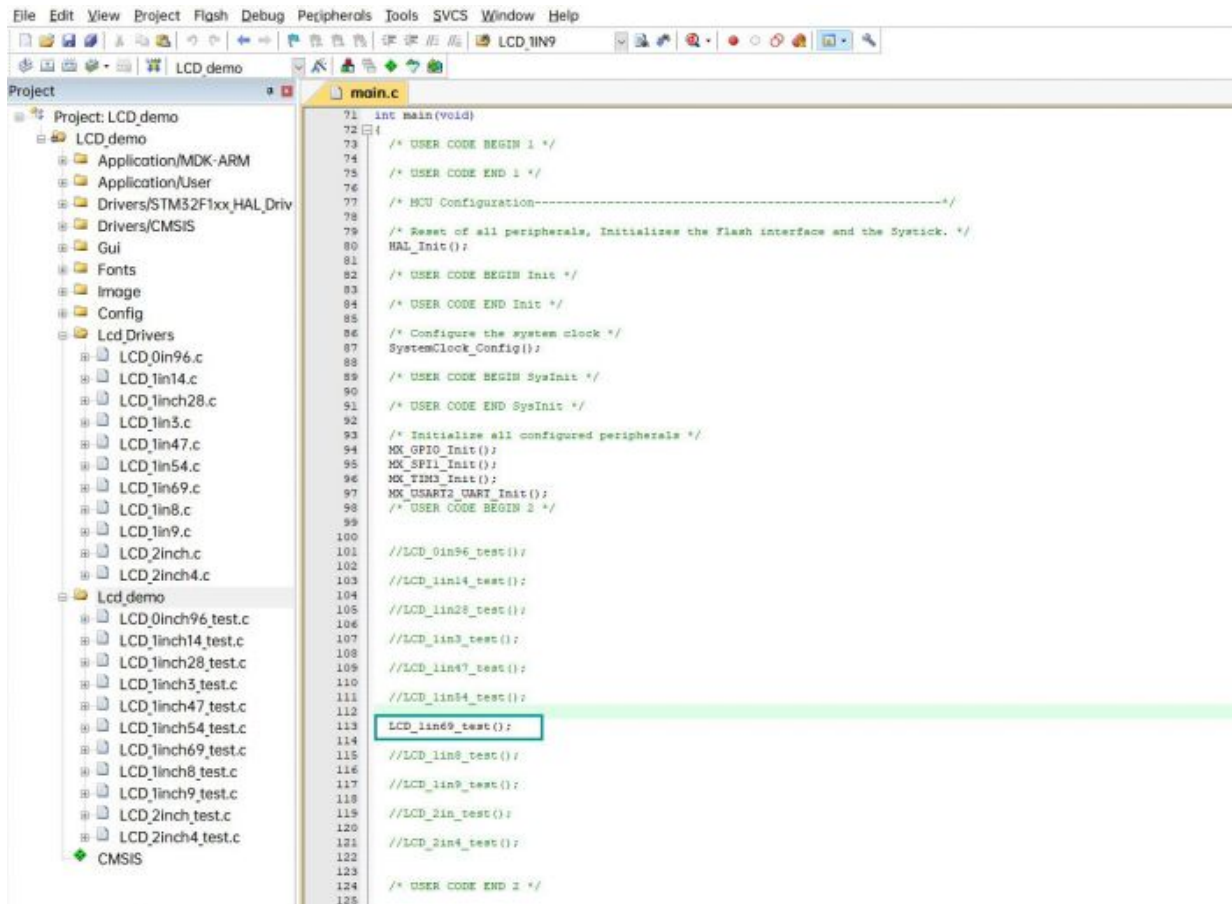 File Edit View Project Flash Debug Peripherals Tools SVCS Window Help
LCD_1IN9
LCD_demo
Project
main.c
Project: LCD_demo
LCD_demo
Application/MDK-ARM
Application/User
Drivers/STM32F1xx_HAL_Driv
Drivers/CMSIS
Gui
Fonts
Image
Config
Lcd_Drivers
LCD_0in96.c
LCD_1in14.c
LCD_1inch28.c
LCD_1in3.c
LCD_1in47.c
LCD_1in54.c
LCD_1in69.c
LCD_1in8.c
LCD_1in9.c
LCD_2inch.c
LCD_2inch4.c
Lcd_demo
LCD_0inch96_test.c
LCD_1inch14_test.c
LCD_1inch28_test.c
LCD_1inch3_test.c
LCD_1inch47_test.c
LCD_1inch54_test.c
LCD_1inch69_test.c
LCD_1inch8_test.c
LCD_1inch9_test.c
LCD_2inch_test.c
LCD_2inch4_test.c
CMSIS
71 int main(void)
72 {
73 /* USER CODE BEGIN 1 */
74
75 /* USER CODE END 1 */
76
77 /* MCU Configuration----------------------------------------------------------*/
78
79 /* Reset of all peripherals, Initializes the Flash interface and the Systick. */
80 HAL_Init();
81
82 /* USER CODE BEGIN Init */
83
84 /* USER CODE END Init */
85
86 /* Configure the system clock */
87 SystemClock_Config();
88
89 /* USER CODE BEGIN SysInit */
90
91 /* USER CODE END SysInit */
92
93 /* Initialize all configured peripherals */
94 MX_GPIO_Init();
95 MX_SPI1_Init();
96 MX_TIM3_Init();
97 MX_USART2_UART_Init();
98 /* USER CODE BEGIN 2 */
99
100
101 //LCD_0in96_test();
102
103 //LCD_1in14_test();
104
105 //LCD_1in28_test();
106
107 //LCD_1in3_test();
108
109 //LCD_1in47_test();
110
111 //LCD_1in54_test();
112
113 LCD_1in69_test();
114
115 //LCD_1in8_test();
116
117 //LCD_1in9_test();
118
119 //LCD_2in_test();
120
121 //LCD_2in4_test();
122
123
124 /* USER CODE END 2 */
125